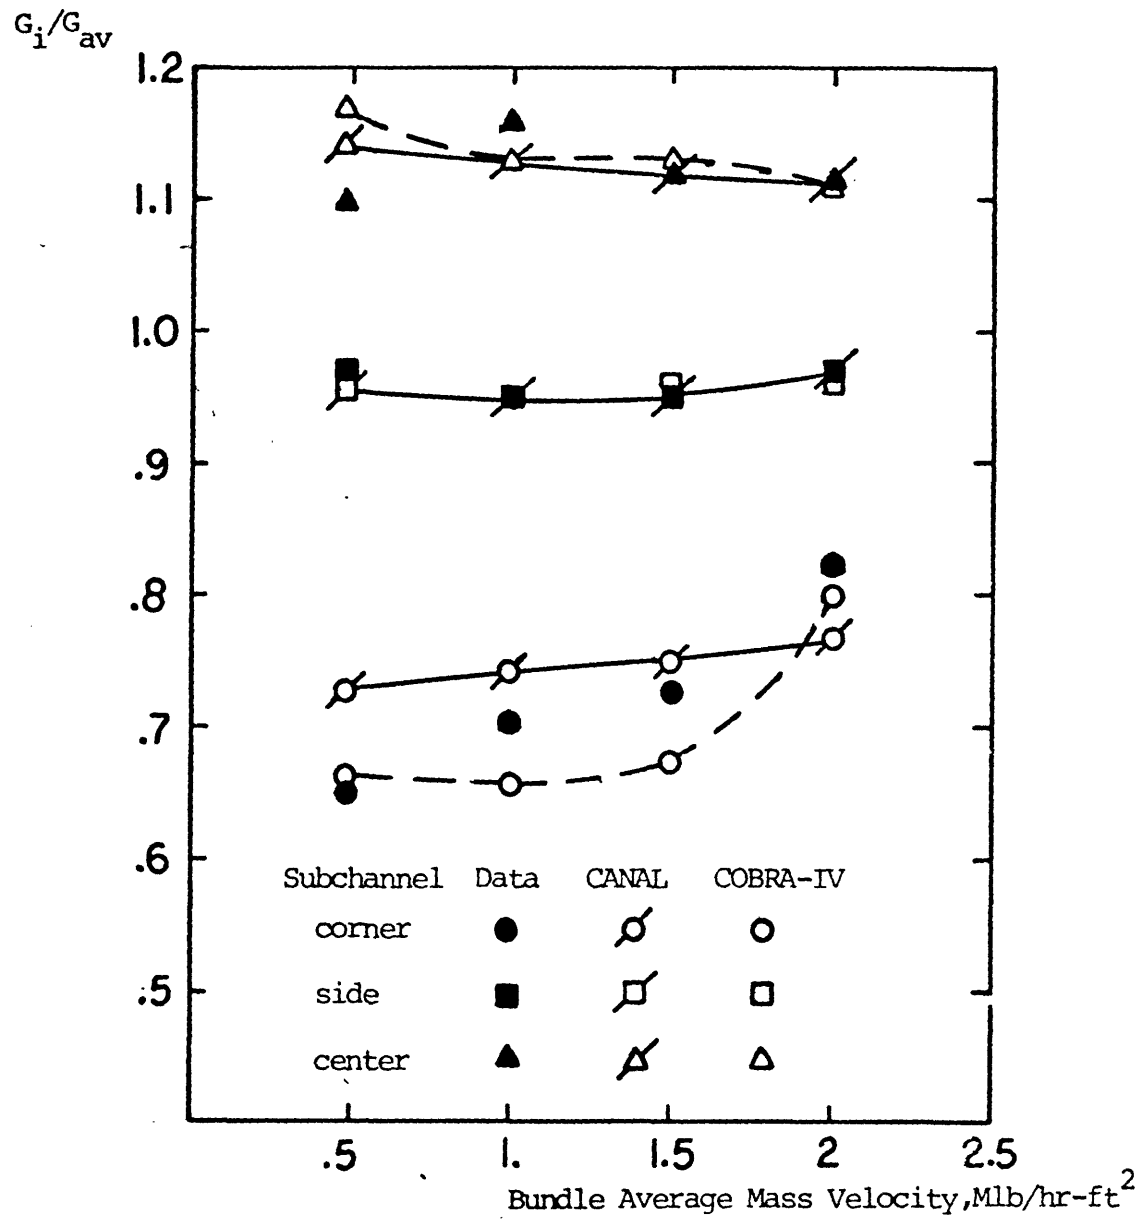 Gi/Gav
1.2
1.1
1.0
.9
.8
.7
.6
.5
Subchannel Data CANAL COBRA-IV
corner
side
center
.5 1. 1.5 2 2.5
Bundle Average Mass Velocity,Mlb/hr-ft2